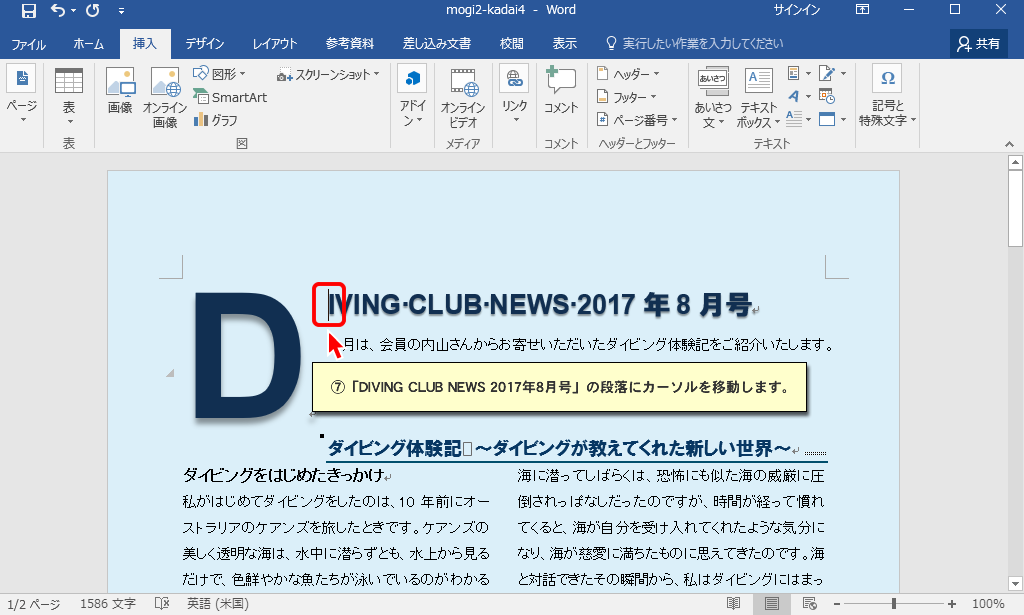 mogi2-kadai4 - Word
サインイン
ファイル ホーム 挿入 デザイン レイアウト 参考資料 差し込み文書 校閲 表示 実行したい作業を入力してください 共有
ページ
表
画像
オンライン
画像
図形
SmartArt
グラフ
スクリーンショット
アドイ
ン
オンライン
ビデオ
リンク
コメント
ヘッダー
フッター
ページ番号
あいさつ
あいさつ
文
テキスト
ボックス
記号と
特殊文字
表 図 メディア コメント ヘッダーとフッター テキスト
DIVING·CLUB·NEWS·2017 年 8 月号
月は、会員の内山さんからお寄せいただいたダイビング体験記をご紹介いたします。
⑦「DIVING CLUB NEWS 2017年8月号」の段落にカーソルを移動します。
ダイビング体験記□～ダイビングが教えてくれた新しい世界～
ダイビングをはじめたきっかけ
私がはじめてダイビングをしたのは、10 年前にオー
ストラリアのケアンズを旅したときです。ケアンズの
美しく透明な海は、水中に潜らずとも、水上から見る
だけで、色鮮やかな魚たちが泳いでいるのがわかる
海に潜ってしばらくは、恐怖にも似た海の威厳に圧
倒されっぱなしだったのですが、時間が経って慣れ
てくると、海が自分を受け入れてくれたような気分に
なり、海が慈愛に満ちたものに思えてきたのです。海
と対話できたその瞬間から、私はダイビングにはまっ
1/2 ページ 1586 文字 英語 (米国) 100%